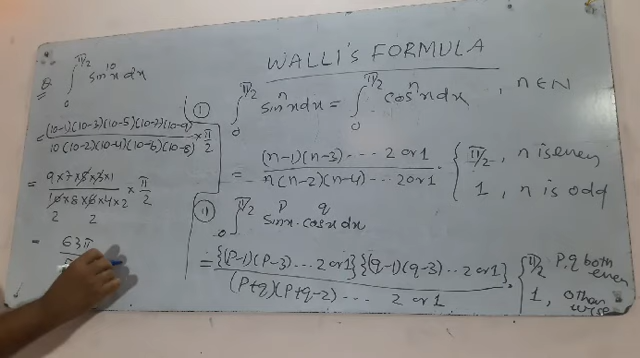 WALLI'S FORMULA
Q ∫₀^{π/2} sin¹⁰x dx
= (10-1)(10-3)(10-5)(10-7)(10-9) / 10(10-2)(10-4)(10-6)(10-8) × π/2
= 9×7×5×3×1 / 10×8×6×4×2 × π/2
2 2
= 63π
(I) ∫₀^{π/2} sinⁿx dx = ∫₀^{π/2} cosⁿx dx, n∈N
= (n-1)(n-3)... 2 or 1 / n(n-2)(n-4)... 2 or 1 · { π/2, n is even
1, n is odd
∫₀^{π/2} sin^p x · cos^q x dx
= {(P-1)(P-3)...2 or 1}{(q-1)(q-3)..2 or 1} / (P+q)(P+q-2)... 2 or 1 · { π/2, P,q both even
1, otherwise